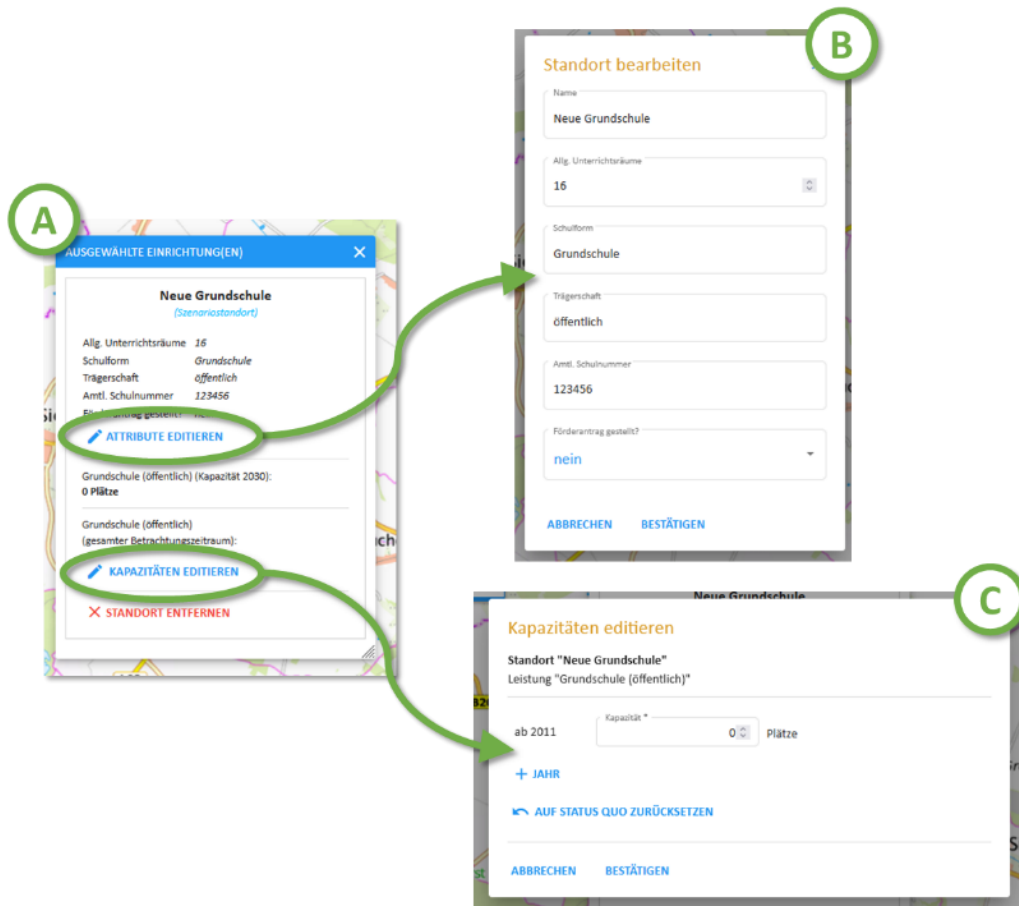 A
AUSGEWÄHLTE EINRICHTUNG(EN)
Neue Grundschule
(Szenariostandort)
Allg. Unterrichtsräume 16
Schulform Grundschule
Trägerschaft öffentlich
Amtl. Schulnummer 123456
Förderantrag gestellt?
ATTRIBUTE EDITIEREN
Grundschule (öffentlich) (Kapazität 2030):
0 Plätze
Grundschule (öffentlich)
(gesamter Betrachtungszeitraum):
KAPAZITÄTEN EDITIEREN
STANDORT ENTFERNEN
B
Standort bearbeiten
Name
Neue Grundschule
Allg. Unterrichtsräume
16
Schulform
Grundschule
Trägerschaft
öffentlich
Amtl. Schulnummer
123456
Förderantrag gestellt?
nein
ABBRECHEN BESTÄTIGEN
C
Neue Grundschule
Kapazitäten editieren
Standort "Neue Grundschule"
Leistung "Grundschule (öffentlich)"
ab 2011 Kapazität * 0 Plätze
+ JAHR
AUF STATUS QUO ZURÜCKSETZEN
ABBRECHEN BESTÄTIGEN